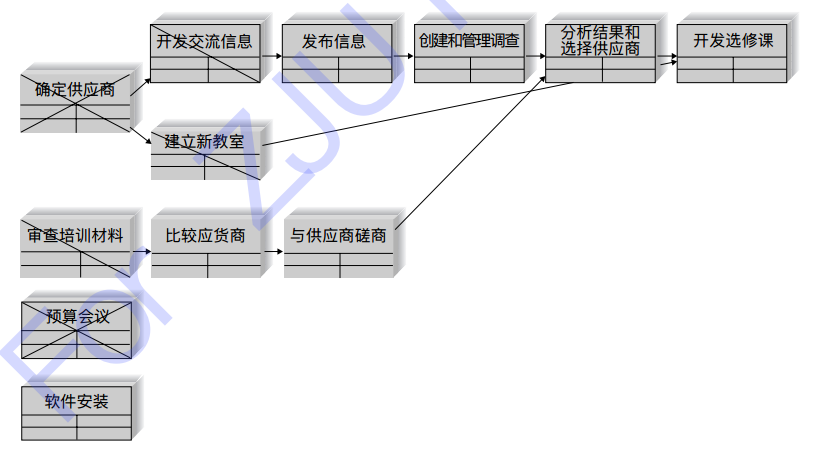 开发交流信息
发布信息
创建和管理调查
分析结果和
选择供应商
开发选修课
确定供应商
建立新教室
审查培训材料
比较应货商
与供应商磋商
预算会议
软件安装
For ZJU